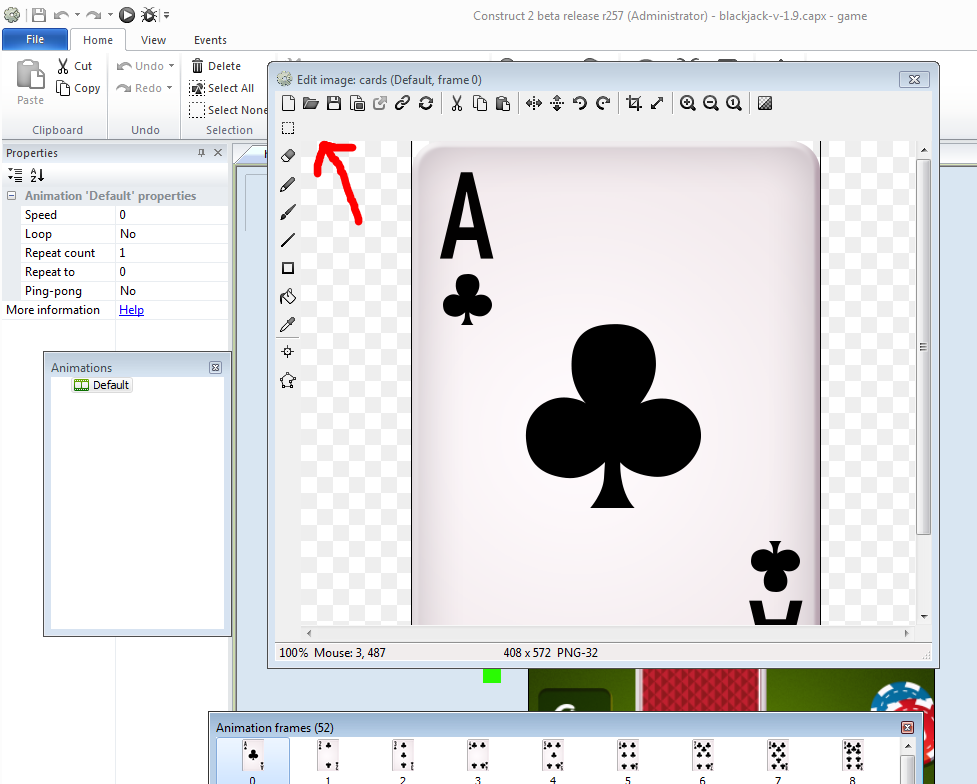 Construct 2 beta release r257 (Administrator) - blackjack-v-1.9.capx - game
File Home View Events
Paste Cut Copy Undo Redo Delete Select All Select None
Clipboard Undo Selection
Properties
Animation 'Default' properties
Speed 0
Loop No
Repeat count 1
Repeat to 0
Ping-pong No
More information Help
Animations
Default
Edit image: cards (Default, frame 0)
A
A
100% Mouse: 3, 487 408 x 572 PNG-32
Animation frames (52)
0 1 2 3 4 5 6 7 8